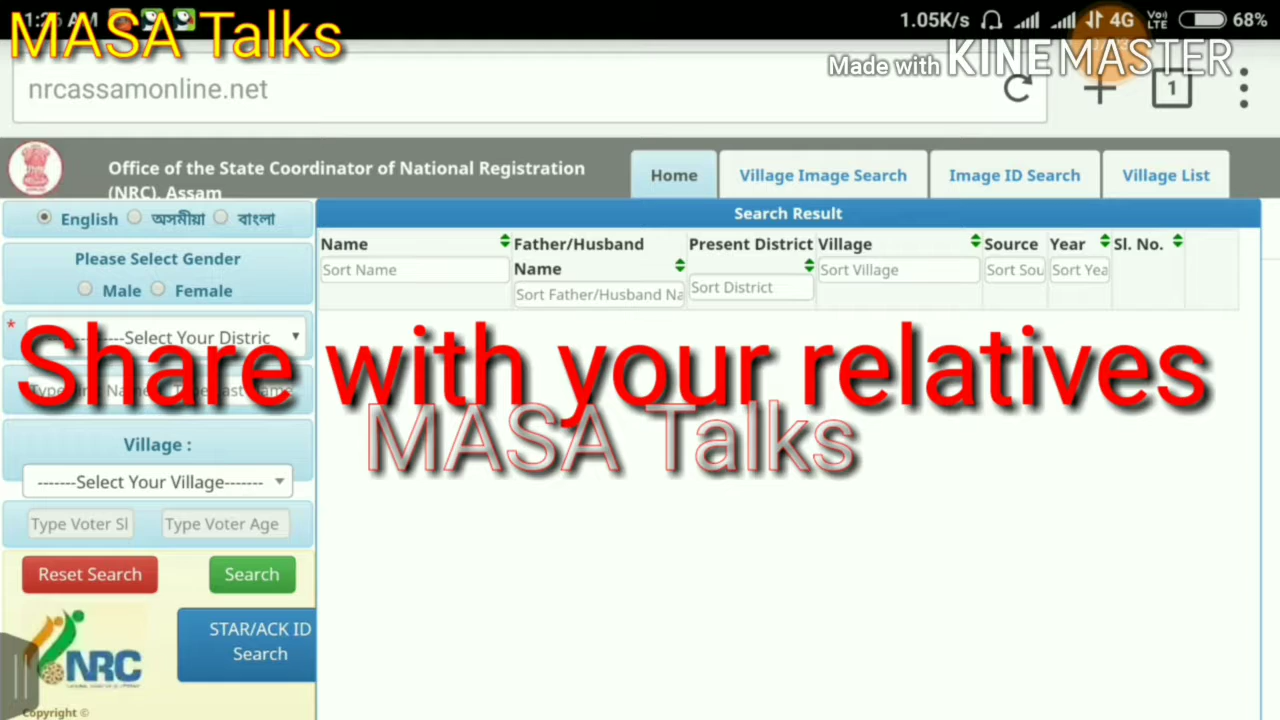 MASA Talks
1.05K/s 4G VoLTE 68%
Made with KINEMASTER
nrcassamonline.net
1
Office of the State Coordinator of National Registration
(NRC), Assam
Home
Village Image Search
Image ID Search
Village List
English অসমীয়া বাংলা
Please Select Gender
Male Female
* -------Select Your Distric
Village :
-------Select Your Village-------
Type Voter Sl Type Voter Age
Reset Search Search
NRC
STAR/ACK ID
Search
Copyright ©
Search Result
Name Father/Husband Name Present District Village Source Year Sl. No.
Sort Name Sort Father/Husband Na Sort District Sort Village Sort Sou Sort Yea
Share with your relatives
MASA Talks